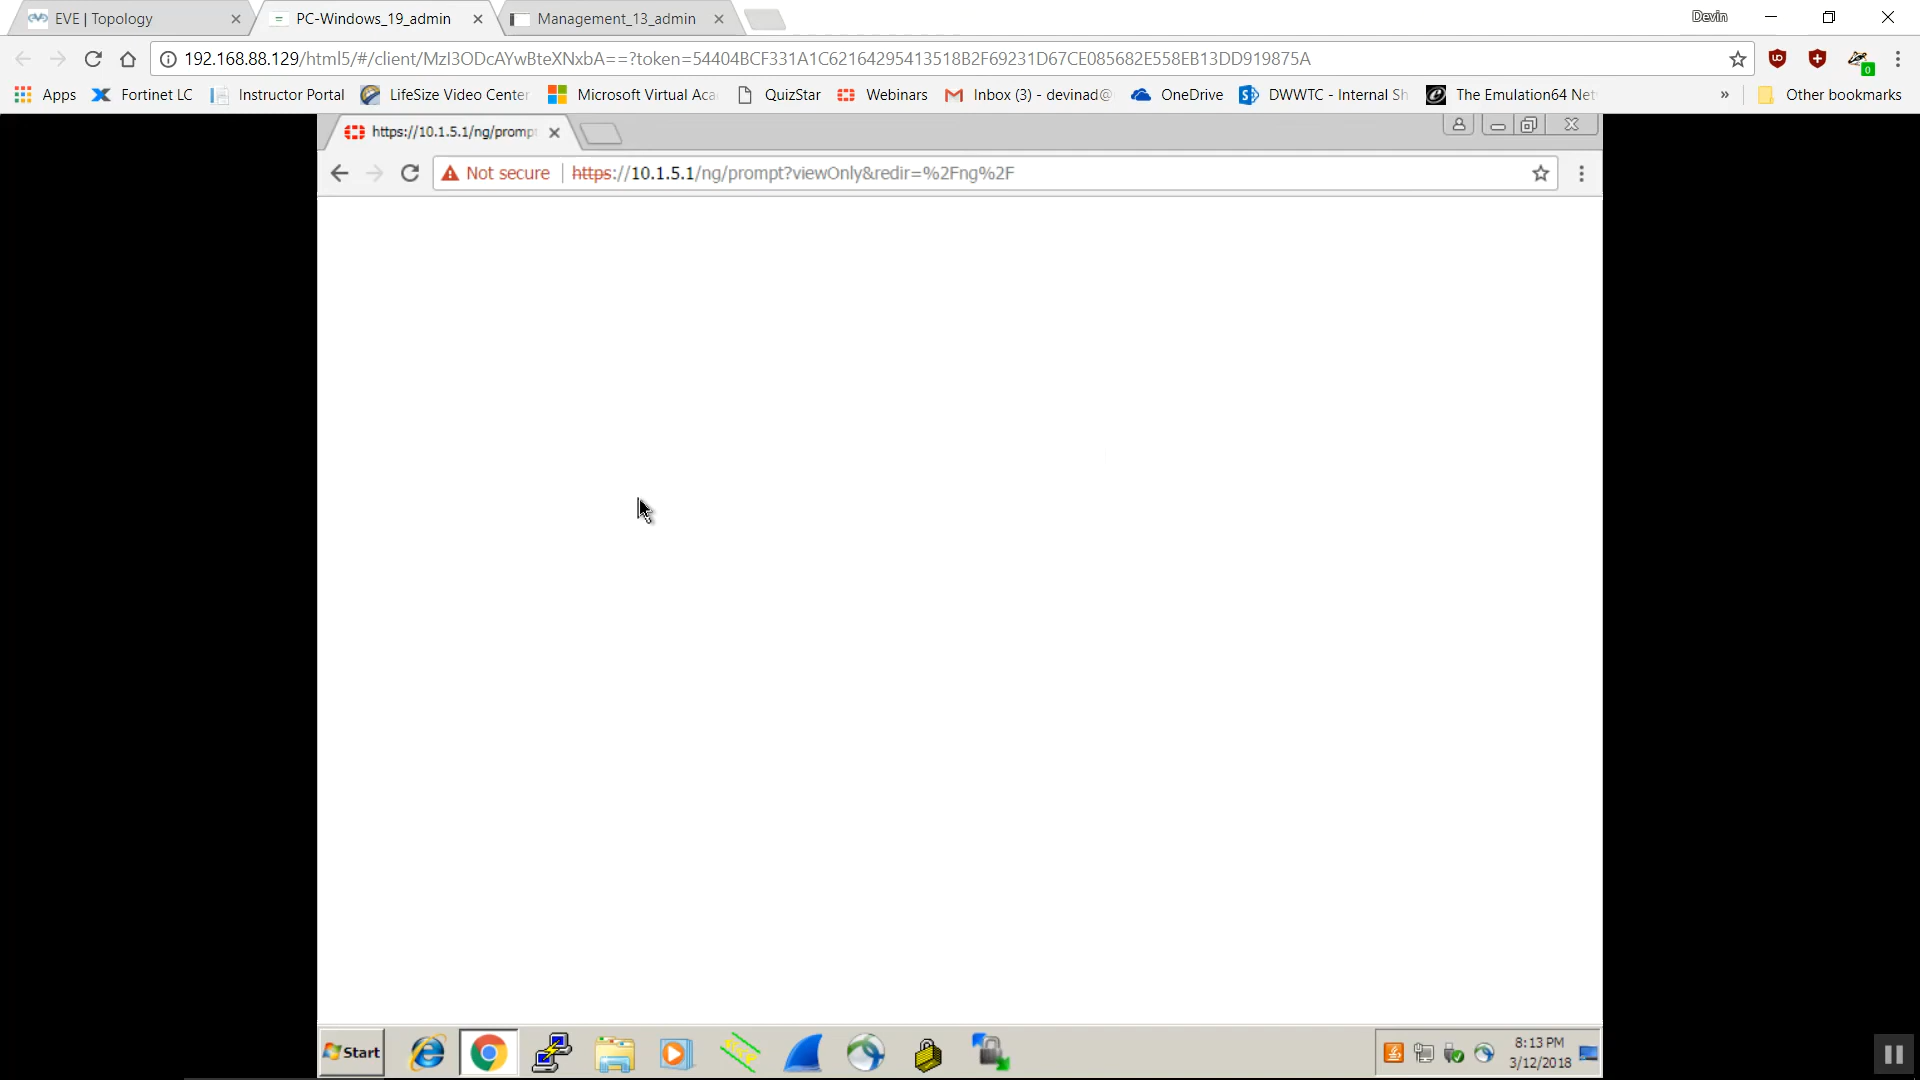 EVE | Topology
PC-Windows_19_admin
Management_13_admin
Devin
192.168.88.129/html5/#/client/MzI3ODcAYwBteXNxbA==?token=54404BCF331A1C62164295413518B2F69231D67CE085682E558EB13DD919875A
0
Apps
Fortinet LC
Instructor Portal
LifeSize Video Center
Microsoft Virtual Aca
QuizStar
Webinars
Inbox (3) - devinad@
OneDrive
DWWTC - Internal Sh
The Emulation64 Net
»
Other bookmarks
https://10.1.5.1/ng/promp
Not secure
https://10.1.5.1/ng/prompt?viewOnly&redir=%2Fng%2F
Start
8:13 PM
3/12/2018